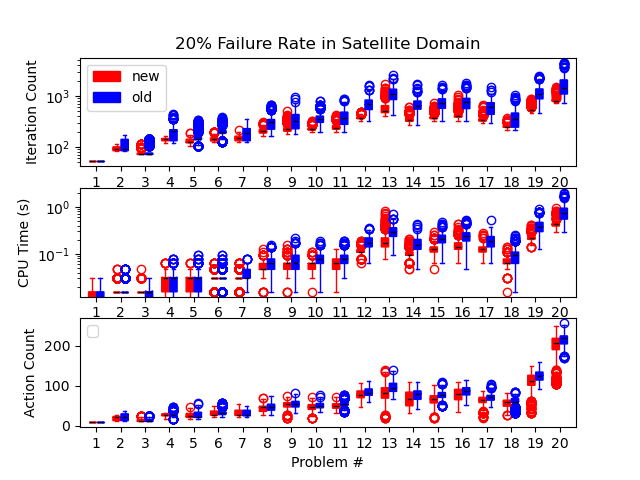 20% Failure Rate in Satellite Domain
Iteration Count
new
old
10³
10²
1 2 3 4 5 6 7 8 9 10 11 12 13 14 15 16 17 18 19 20
CPU Time (s)
10⁰
10⁻¹
1 2 3 4 5 6 7 8 9 10 11 12 13 14 15 16 17 18 19 20
Action Count
200
100
0
1 2 3 4 5 6 7 8 9 10 11 12 13 14 15 16 17 18 19 20
Problem #